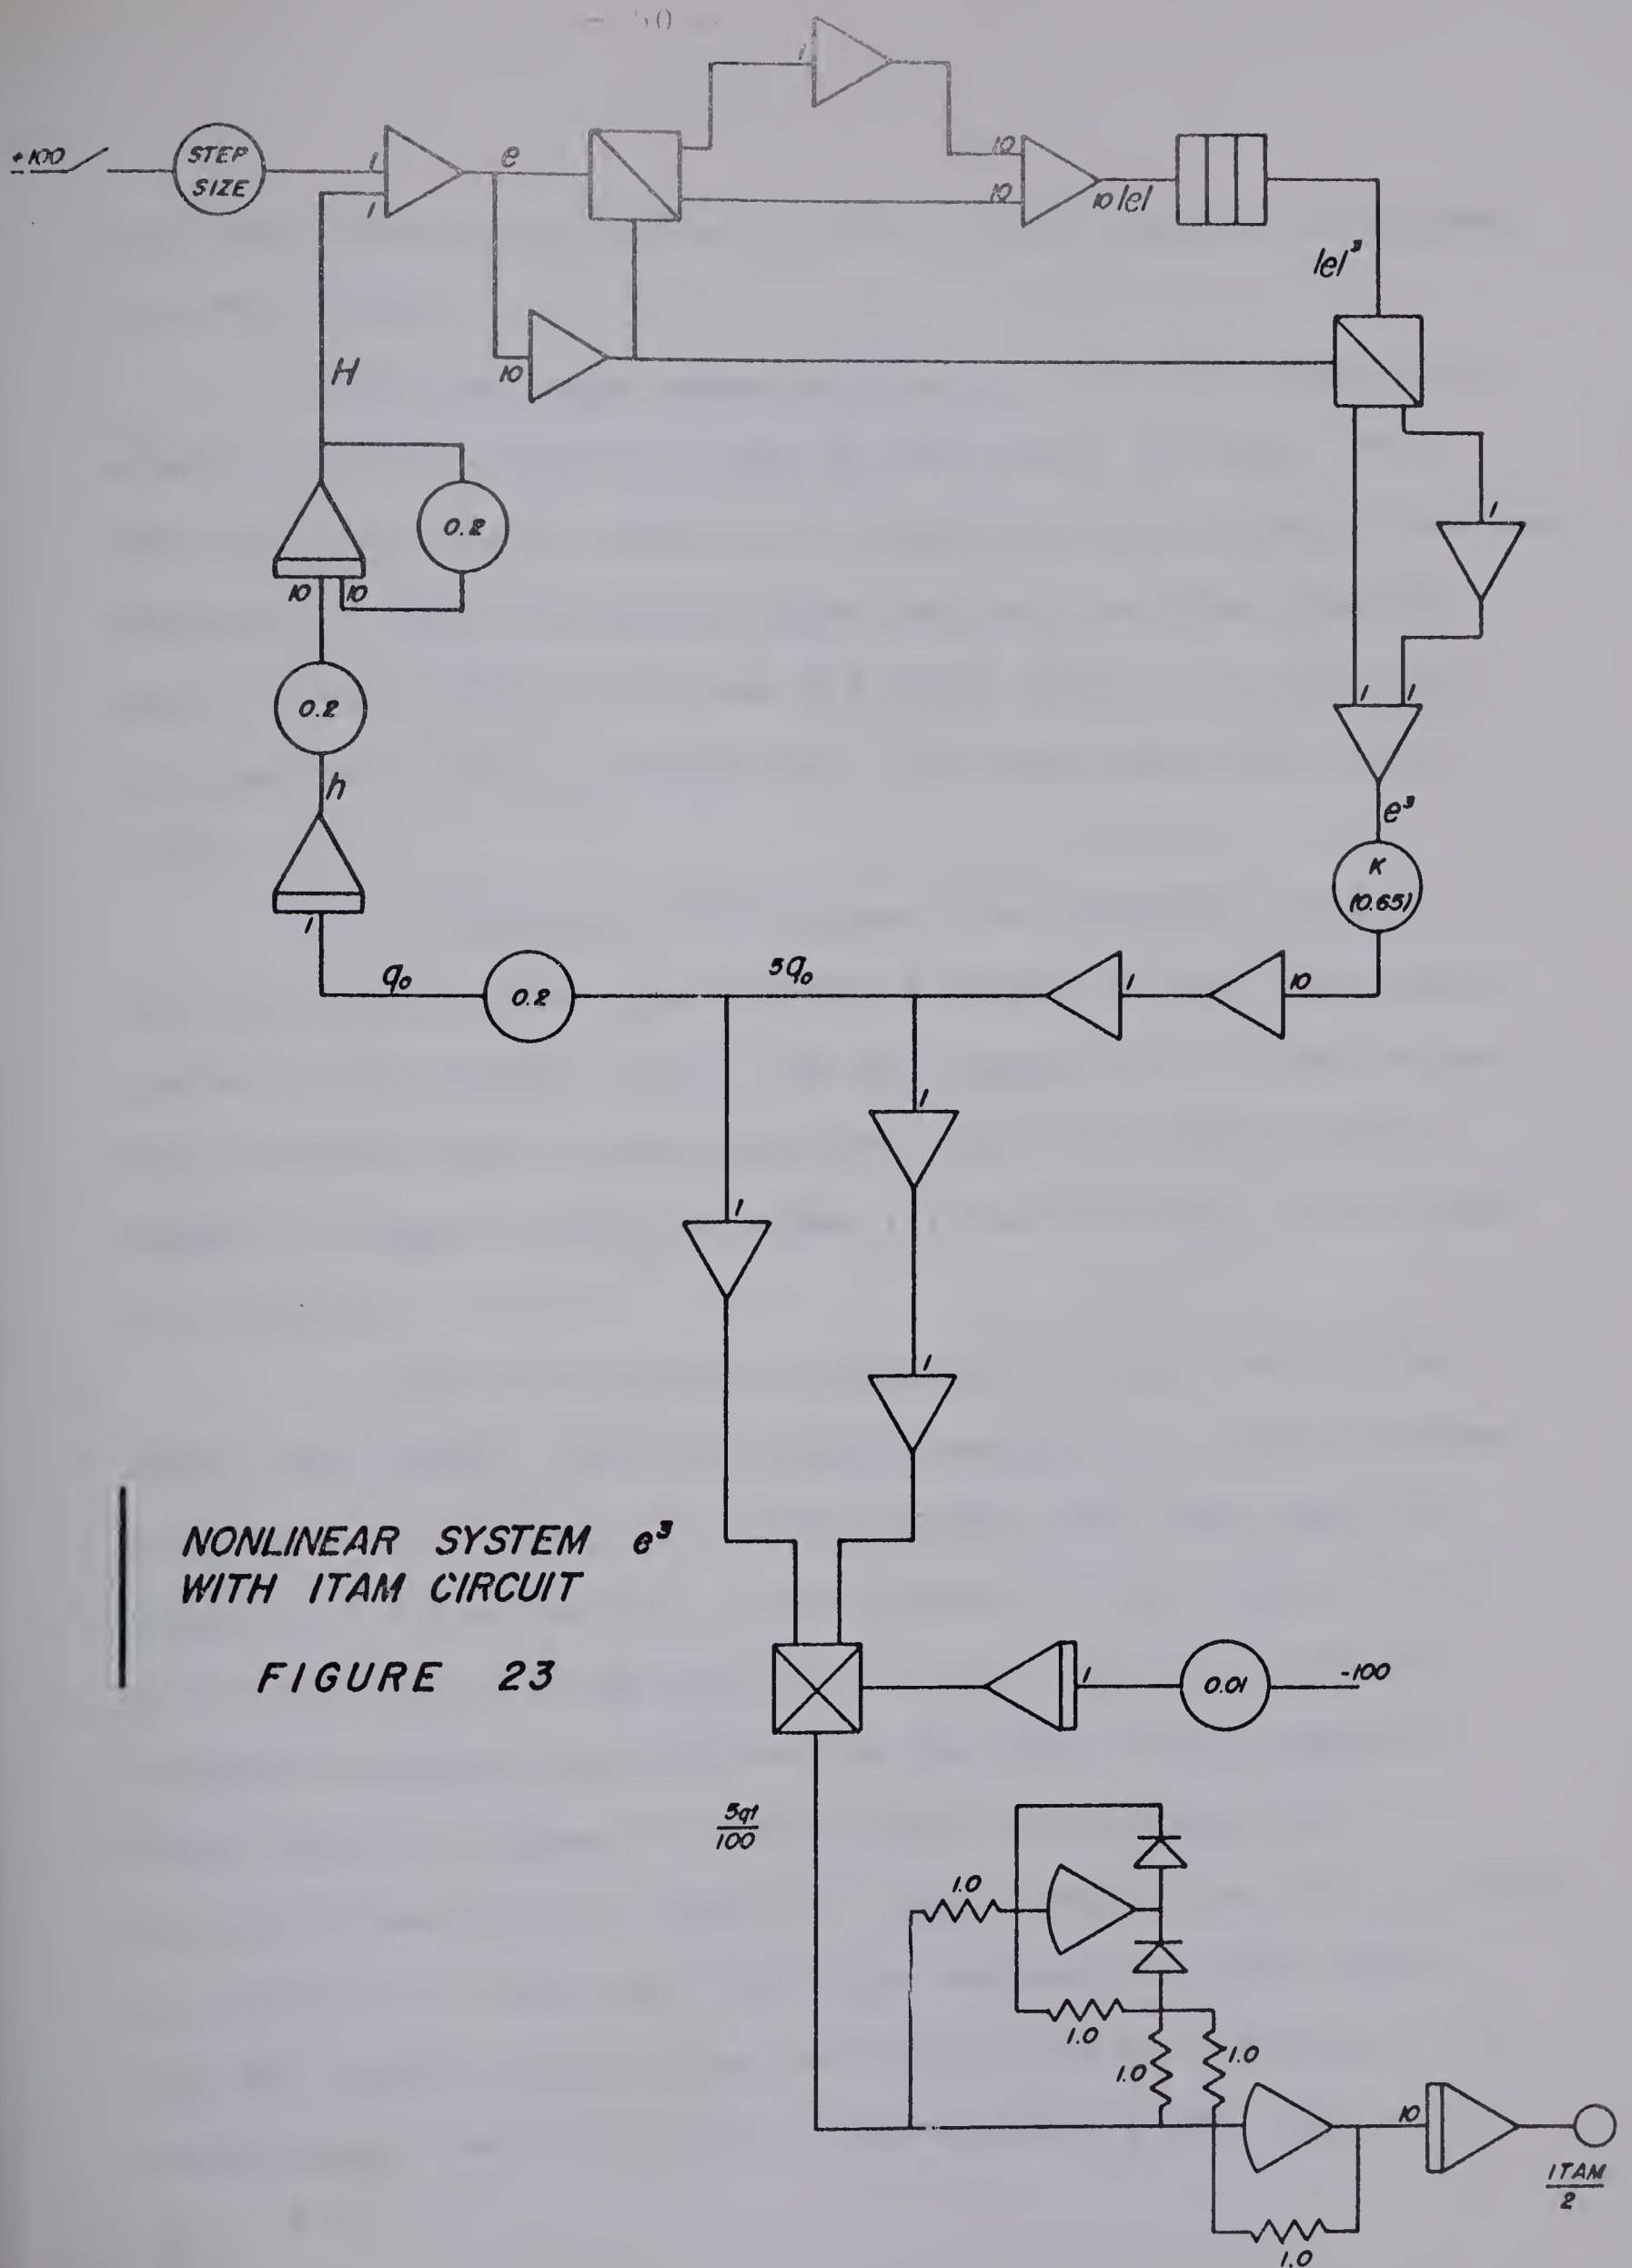 - 50 -
1
+100
STEP
SIZE
1
1
e
10
10
10|e|
|e|³
H
10
0.2
10
10
1
0.2
1
1
h
e³
K
(0.65)
1
q₀
0.2
5q₀
1
10
1
1
1
NONLINEAR SYSTEM e³
WITH ITAM CIRCUIT
FIGURE 23
1
0.01
-100
5qt
100
1.0
1.0
1.0
1.0
10
ITAM
2
1.0